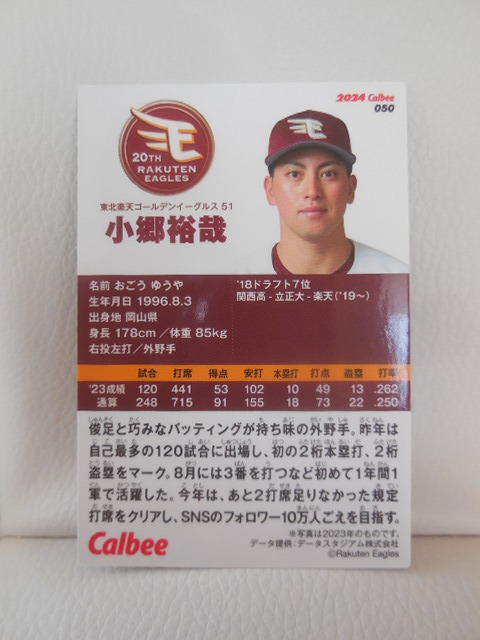 2024 Calbee
050
20TH
RAKUTEN
EAGLES
東北楽天ゴールデンイーグルス 51
小郷裕哉
名前 おごう ゆうや
生年月日 1996.8.3
出身地 岡山県
身長 178cm／体重 85kg
右投左打／外野手
'18ドラフト7位
関西高 - 立正大 - 楽天('19〜)
試合 打席 得点 安打 本塁打 打点 盗塁 打率
'23成績 120 441 53 102 10 49 13 .262
通算 248 715 91 155 18 73 22 .250
俊足と巧みなバッティングが持ち味の外野手。昨年は
自己最多の120試合に出場し、初の2桁本塁打、2桁
盗塁をマーク。8月には3番を打つなど初めて1年間1
軍で活躍した。今年は、あと2打席足りなかった規定
打席をクリアし、SNSのフォロワー10万人ごえを目指す。
Calbee
※写真は2023年のものです。
データ提供：データスタジアム株式会社
©Rakuten Eagles